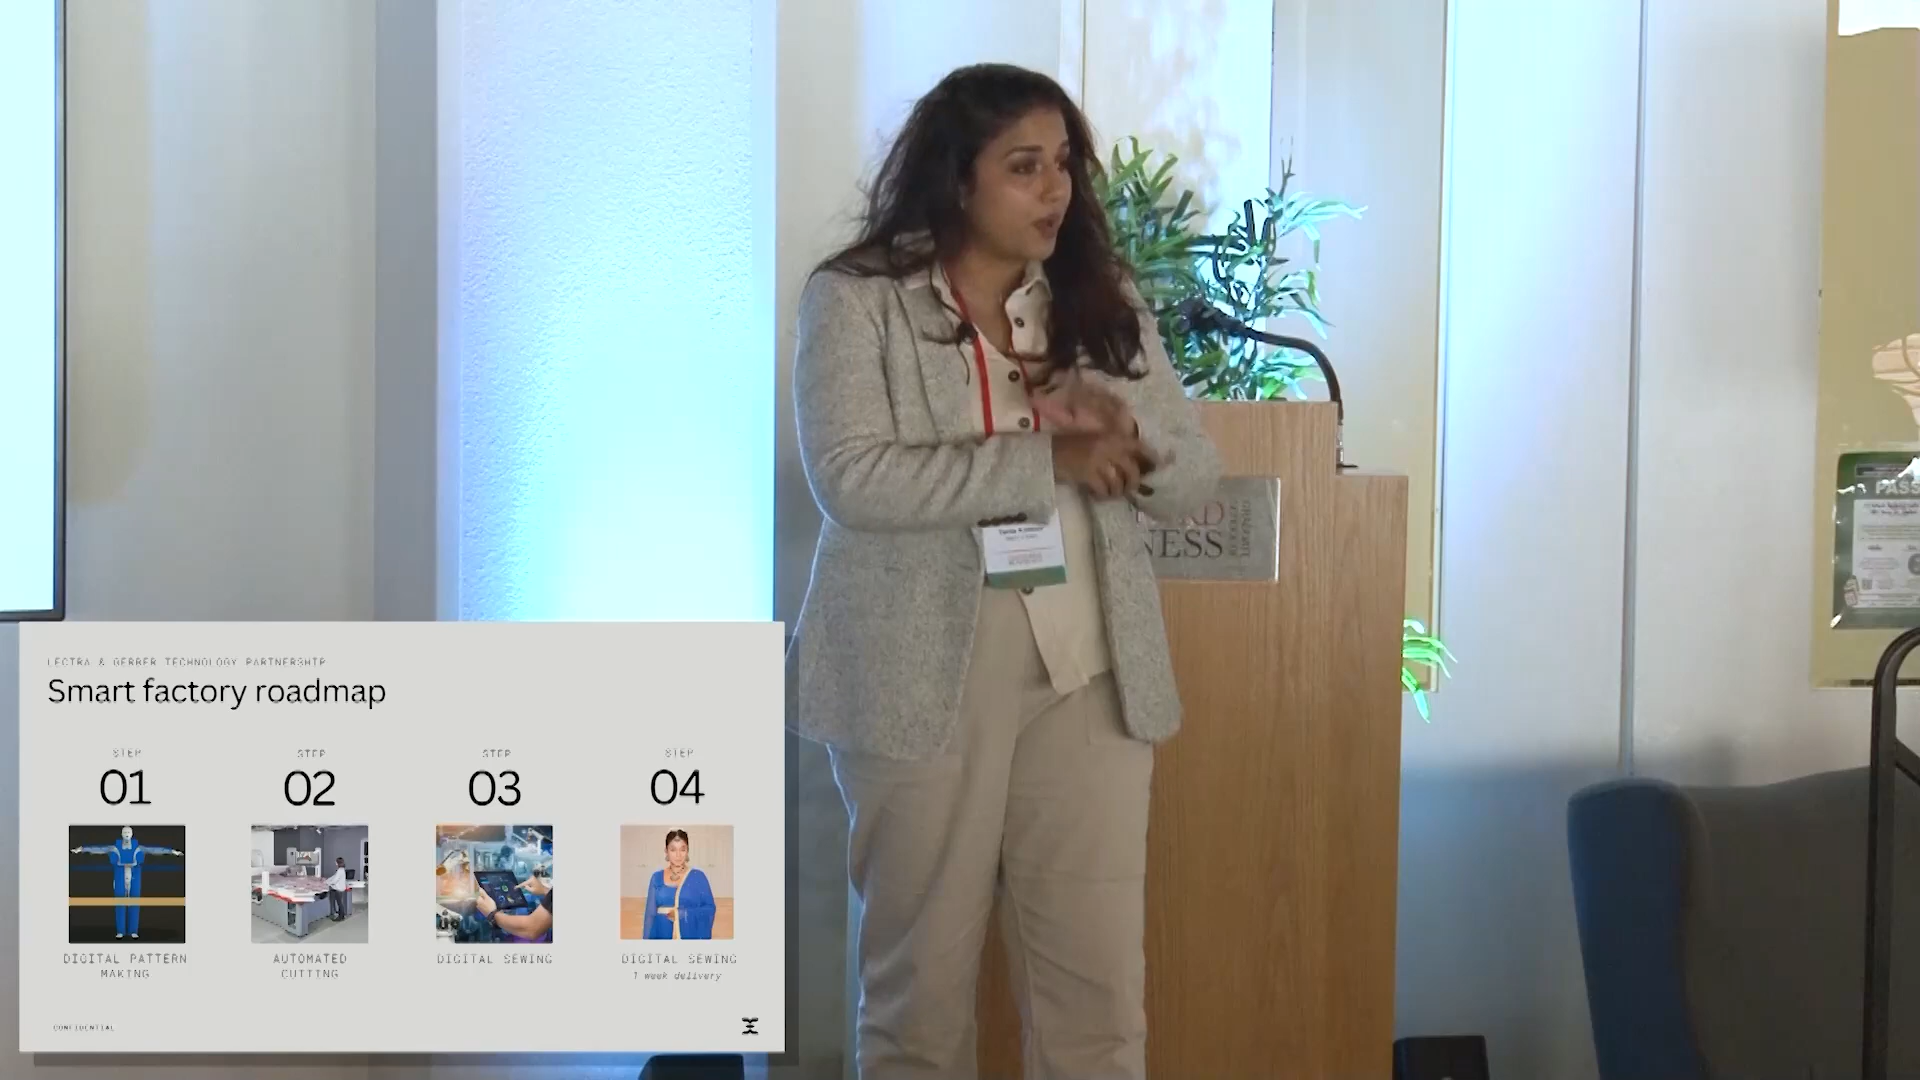 LECTRA & GERBER TECHNOLOGY PARTNERSHIP
Smart factory roadmap
STEP
01
STEP
02
STEP
03
STEP
04
DIGITAL PATTERN
MAKING
AUTOMATED
CUTTING
DIGITAL SEWING
DIGITAL SEWING
1 week delivery
CONFIDENTIAL
NESS
PASS